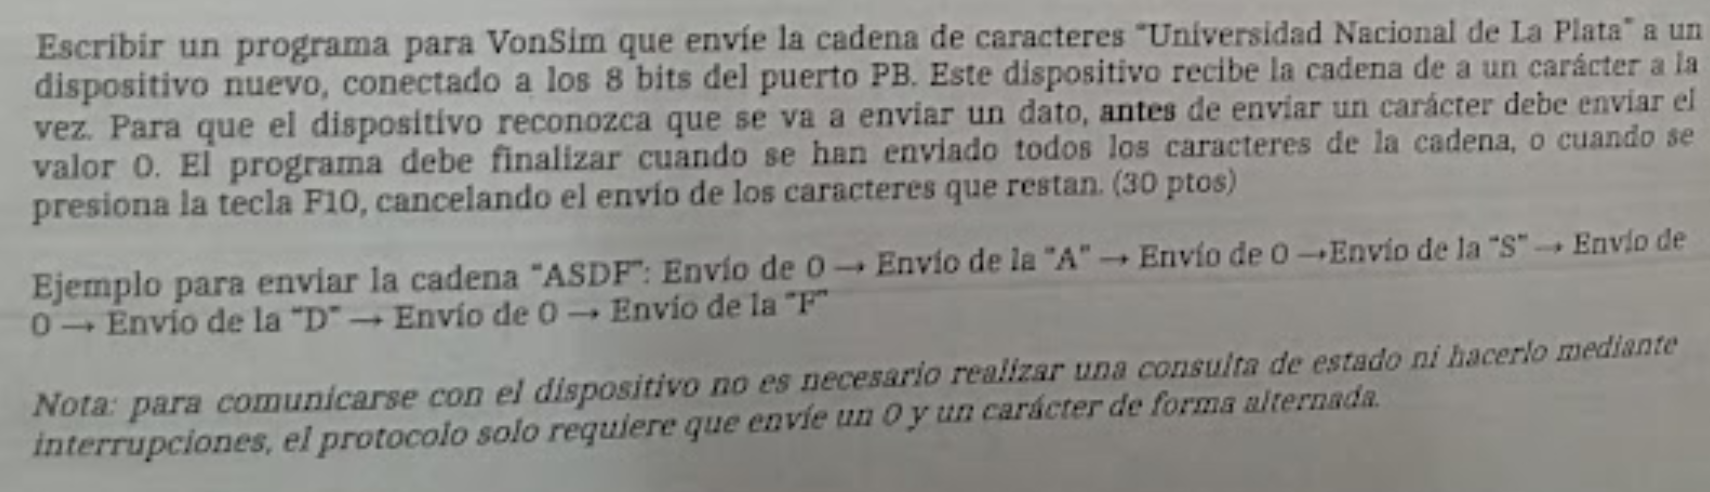 Escribir un programa para VonSim que envíe la cadena de caracteres "Universidad Nacional de La Plata" a un
dispositivo nuevo, conectado a los 8 bits del puerto PB. Este dispositivo recibe la cadena de a un carácter a la
vez. Para que el dispositivo reconozca que se va a enviar un dato, antes de enviar un carácter debe enviar el
valor 0. El programa debe finalizar cuando se han enviado todos los caracteres de la cadena, o cuando se
presiona la tecla F10, cancelando el envío de los caracteres que restan. (30 ptos)
Ejemplo para enviar la cadena "ASDF": Envío de 0 → Envío de la "A" → Envío de 0 →Envío de la "S" → Envío de
0 → Envío de la "D" → Envío de 0 → Envío de la "F"
Nota: para comunicarse con el dispositivo no es necesario realizar una consulta de estado ni hacerlo mediante
interrupciones, el protocolo solo requiere que envíe un 0 y un carácter de forma alternada.